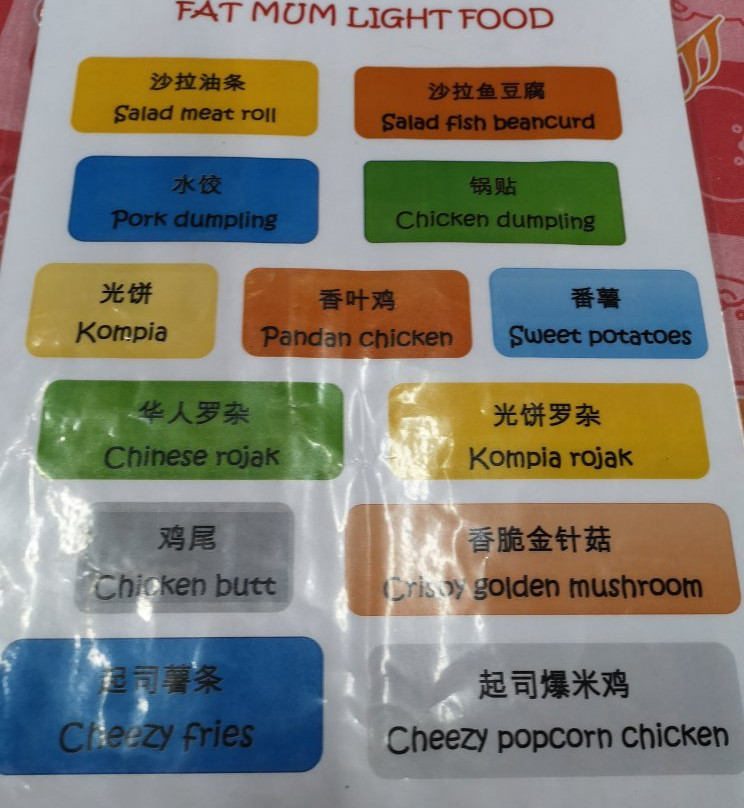 FAT MUM LIGHT FOOD
沙拉油条
Salad meat roll
沙拉鱼豆腐
Salad fish beancurd
水饺
Pork dumpling
锅贴
Chicken dumpling
光饼
Kompia
香叶鸡
Pandan chicken
番薯
Sweet potatoes
华人罗杂
Chinese rojak
光饼罗杂
Kompia rojak
鸡尾
Chicken butt
香脆金针菇
Crispy golden mushroom
起司薯条
Cheezy fries
起司爆米鸡
Cheezy popcorn chicken